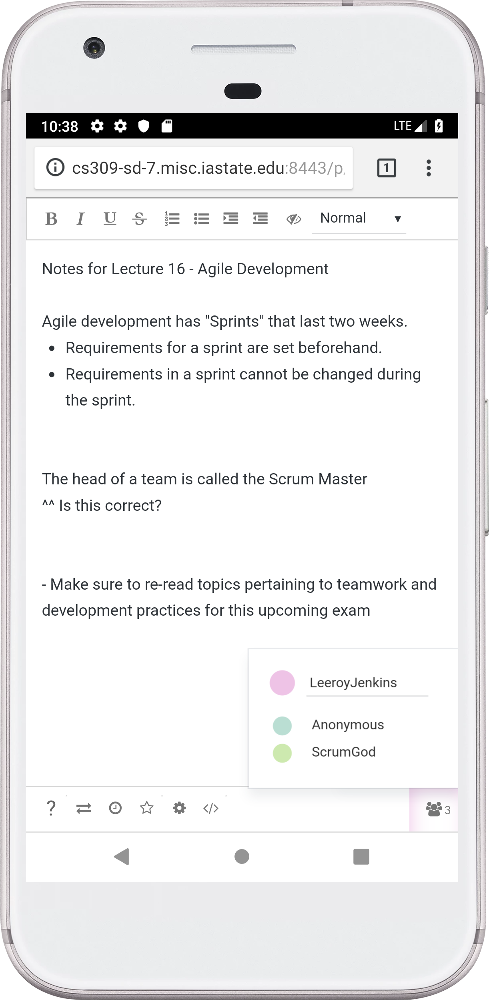 10:38
LTE
cs309-sd-7.misc.iastate.edu:8443/p
1
B I U S
1
2
3
Normal
Notes for Lecture 16 - Agile Development
Agile development has "Sprints" that last two weeks.
• Requirements for a sprint are set beforehand.
• Requirements in a sprint cannot be changed during
the sprint.
The head of a team is called the Scrum Master
^^ Is this correct?
- Make sure to re-read topics pertaining to teamwork and
development practices for this upcoming exam
LeeroyJenkins
Anonymous
ScrumGod
? </> 3